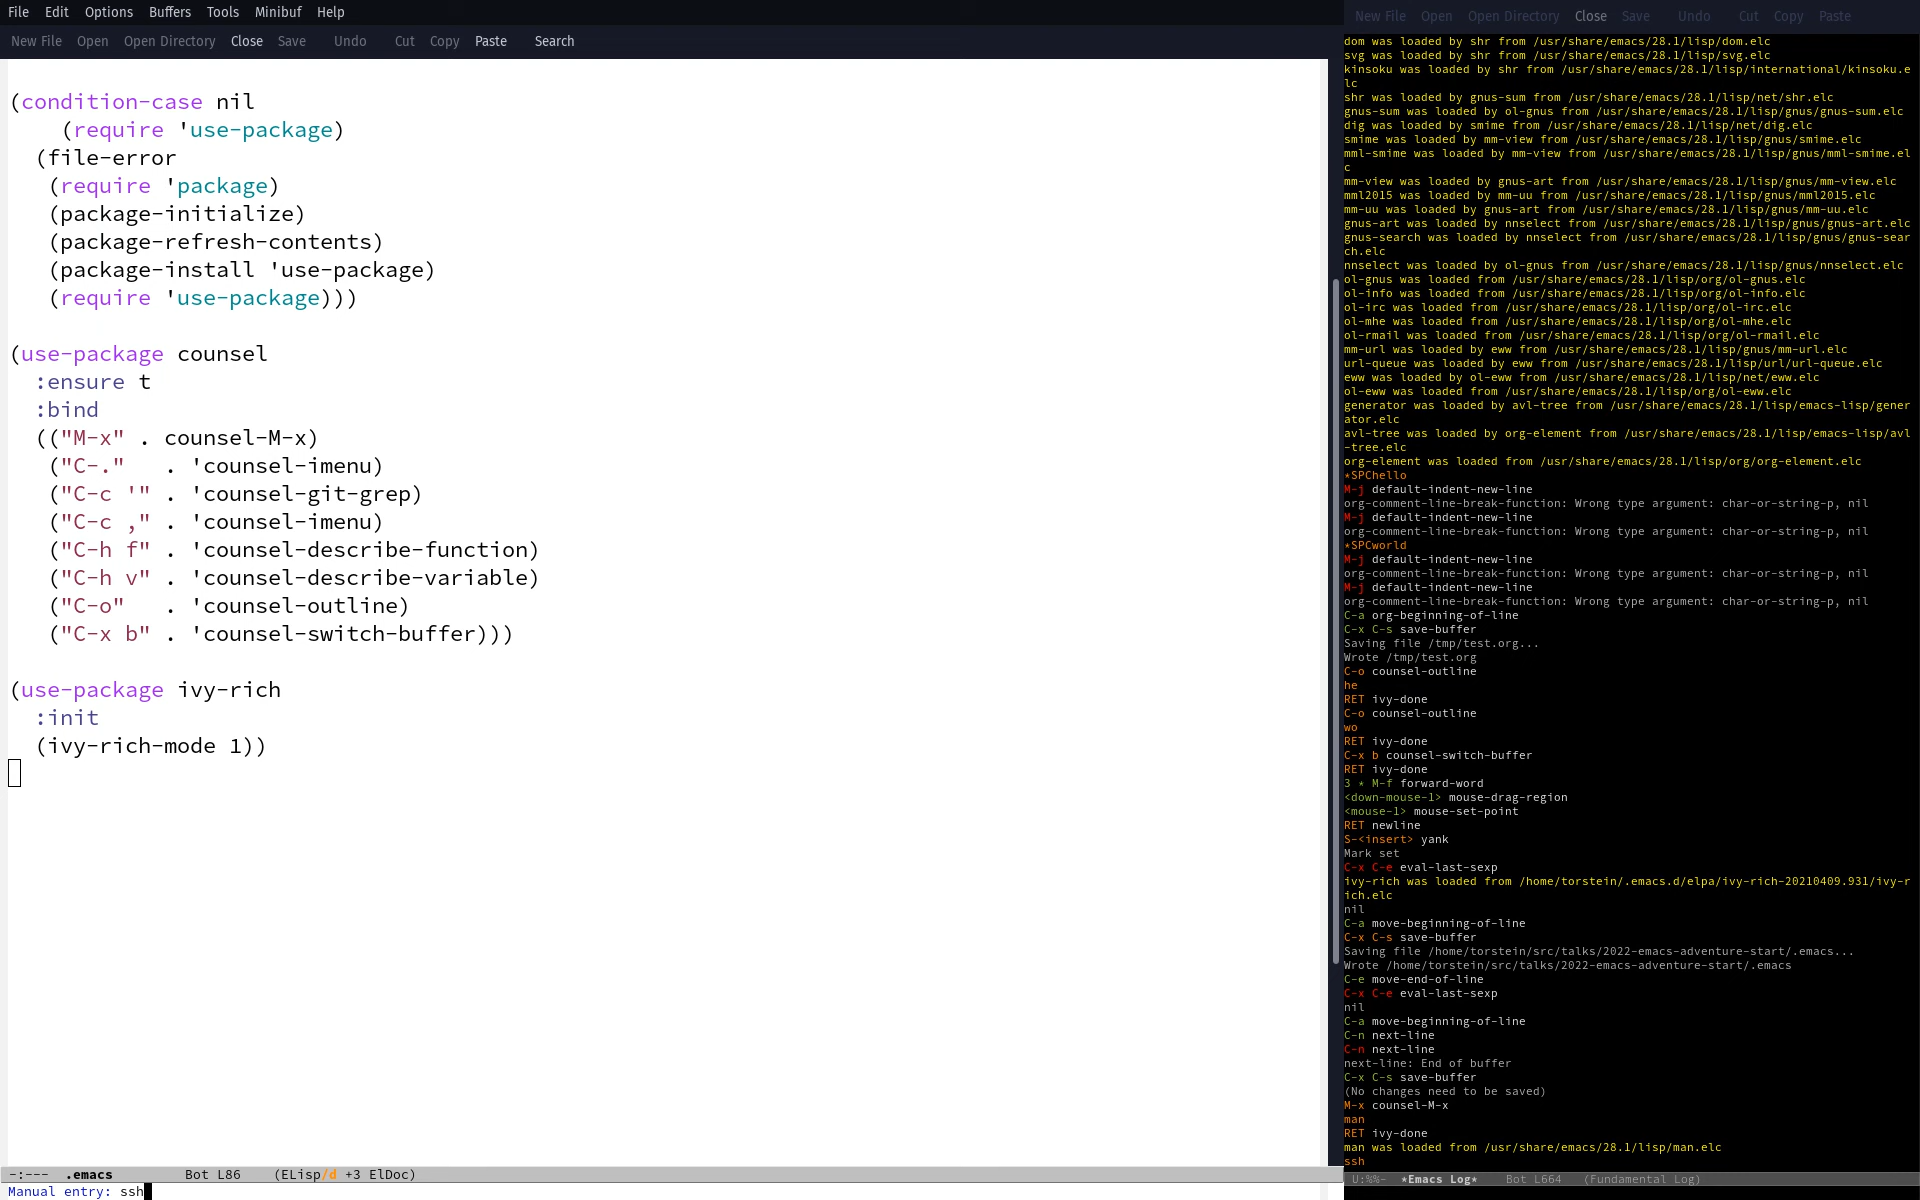 File Edit Options Buffers Tools Minibuf Help
New File Open Open Directory Close Save Undo Cut Copy Paste Search
(condition-case nil
    (require 'use-package)
  (file-error
   (require 'package)
   (package-initialize)
   (package-refresh-contents)
   (package-install 'use-package)
   (require 'use-package)))
(use-package counsel
  :ensure t
  :bind
  (("M-x" . counsel-M-x)
   ("C-."   . 'counsel-imenu)
   ("C-c '" . 'counsel-git-grep)
   ("C-c ," . 'counsel-imenu)
   ("C-h f" . 'counsel-describe-function)
   ("C-h v" . 'counsel-describe-variable)
   ("C-o"   . 'counsel-outline)
   ("C-x b" . 'counsel-switch-buffer)))
(use-package ivy-rich
  :init
  (ivy-rich-mode 1))
-:--- .emacs Bot L86 (ELisp/d +3 ElDoc)
Manual entry: ssh
New File Open Open Directory Close Save Undo Cut Copy Paste
dom was loaded by shr from /usr/share/emacs/28.1/lisp/dom.elc
svg was loaded by shr from /usr/share/emacs/28.1/lisp/svg.elc
kinsoku was loaded by shr from /usr/share/emacs/28.1/lisp/international/kinsoku.e
lc
shr was loaded by gnus-sum from /usr/share/emacs/28.1/lisp/net/shr.elc
gnus-sum was loaded by ol-gnus from /usr/share/emacs/28.1/lisp/gnus/gnus-sum.elc
dig was loaded by smime from /usr/share/emacs/28.1/lisp/net/dig.elc
smime was loaded by mm-view from /usr/share/emacs/28.1/lisp/gnus/smime.elc
mml-smime was loaded by mm-view from /usr/share/emacs/28.1/lisp/gnus/mml-smime.el
c
mm-view was loaded by gnus-art from /usr/share/emacs/28.1/lisp/gnus/mm-view.elc
mml2015 was loaded by mm-uu from /usr/share/emacs/28.1/lisp/gnus/mml2015.elc
mm-uu was loaded by gnus-art from /usr/share/emacs/28.1/lisp/gnus/mm-uu.elc
gnus-art was loaded by nnselect from /usr/share/emacs/28.1/lisp/gnus/gnus-art.elc
gnus-search was loaded by nnselect from /usr/share/emacs/28.1/lisp/gnus/gnus-sear
ch.elc
nnselect was loaded by ol-gnus from /usr/share/emacs/28.1/lisp/gnus/nnselect.elc
ol-gnus was loaded from /usr/share/emacs/28.1/lisp/org/ol-gnus.elc
ol-info was loaded from /usr/share/emacs/28.1/lisp/org/ol-info.elc
ol-irc was loaded from /usr/share/emacs/28.1/lisp/org/ol-irc.elc
ol-mhe was loaded from /usr/share/emacs/28.1/lisp/org/ol-mhe.elc
ol-rmail was loaded from /usr/share/emacs/28.1/lisp/org/ol-rmail.elc
mm-url was loaded by eww from /usr/share/emacs/28.1/lisp/gnus/mm-url.elc
url-queue was loaded by eww from /usr/share/emacs/28.1/lisp/url/url-queue.elc
eww was loaded by ol-eww from /usr/share/emacs/28.1/lisp/net/eww.elc
ol-eww was loaded from /usr/share/emacs/28.1/lisp/org/ol-eww.elc
generator was loaded by avl-tree from /usr/share/emacs/28.1/lisp/emacs-lisp/gener
ator.elc
avl-tree was loaded by org-element from /usr/share/emacs/28.1/lisp/emacs-lisp/avl
-tree.elc
org-element was loaded from /usr/share/emacs/28.1/lisp/org/org-element.elc
*SPChello
M-j default-indent-new-line
org-comment-line-break-function: Wrong type argument: char-or-string-p, nil
M-j default-indent-new-line
org-comment-line-break-function: Wrong type argument: char-or-string-p, nil
*SPCworld
M-j default-indent-new-line
org-comment-line-break-function: Wrong type argument: char-or-string-p, nil
M-j default-indent-new-line
org-comment-line-break-function: Wrong type argument: char-or-string-p, nil
C-a org-beginning-of-line
C-x C-s save-buffer
Saving file /tmp/test.org...
Wrote /tmp/test.org
C-o counsel-outline
he
RET ivy-done
C-o counsel-outline
wo
RET ivy-done
C-x b counsel-switch-buffer
RET ivy-done
3 * M-f forward-word
<down-mouse-1> mouse-drag-region
<mouse-1> mouse-set-point
RET newline
S-<insert> yank
Mark set
C-x C-e eval-last-sexp
ivy-rich was loaded from /home/torstein/.emacs.d/elpa/ivy-rich-20210409.931/ivy-r
ich.elc
nil
C-a move-beginning-of-line
C-x C-s save-buffer
Saving file /home/torstein/src/talks/2022-emacs-adventure-start/.emacs...
Wrote /home/torstein/src/talks/2022-emacs-adventure-start/.emacs
C-e move-end-of-line
C-x C-e eval-last-sexp
nil
C-a move-beginning-of-line
C-n next-line
C-n next-line
next-line: End of buffer
C-x C-s save-buffer
(No changes need to be saved)
M-x counsel-M-x
man
RET ivy-done
man was loaded from /usr/share/emacs/28.1/lisp/man.elc
ssh
U:%%- *Emacs Log* Bot L664 (Fundamental Log)